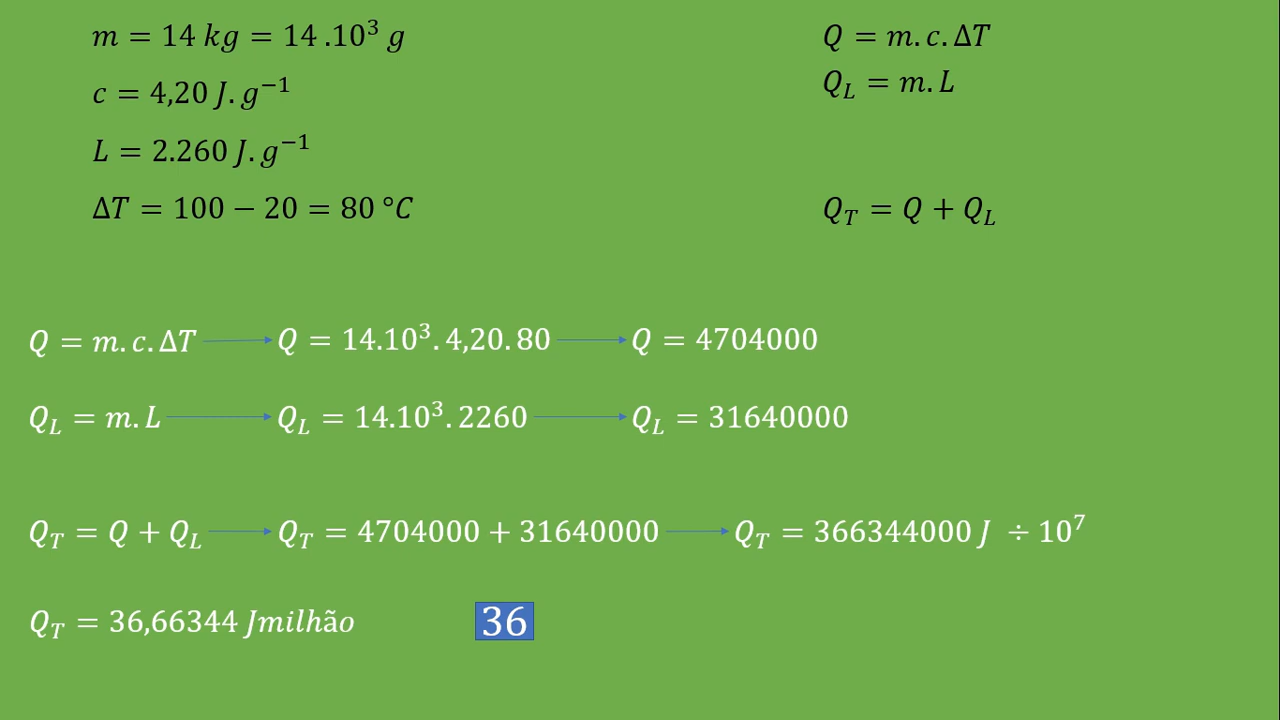 m = 14 kg = 14 .10³ g
Q = m. c. ΔT
c = 4,20 J. g⁻¹
Q_L = m. L
L = 2.260 J. g⁻¹
ΔT = 100 − 20 = 80 °C
Q_T = Q + Q_L
Q = m. c. ΔT → Q = 14.10³. 4,20. 80 → Q = 4704000
Q_L = m. L → Q_L = 14.10³. 2260 → Q_L = 31640000
Q_T = Q + Q_L → Q_T = 4704000 + 31640000 → Q_T = 366344000 J ÷ 10⁷
Q_T = 36,66344 Jmilhão 36